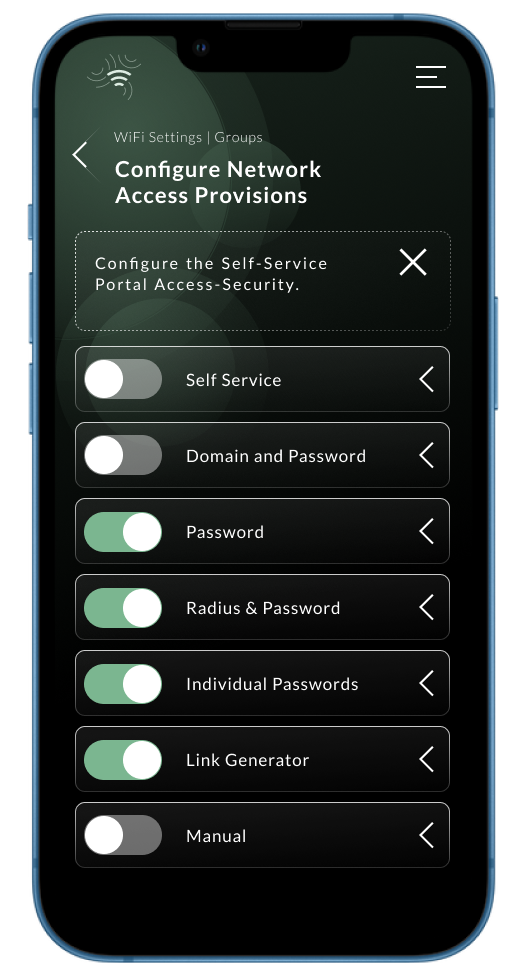 WiFi Settings | Groups
Configure Network
Access Provisions
Configure the Self-Service
Portal Access-Security.
Self Service
Domain and Password
Password
Radius & Password
Individual Passwords
Link Generator
Manual